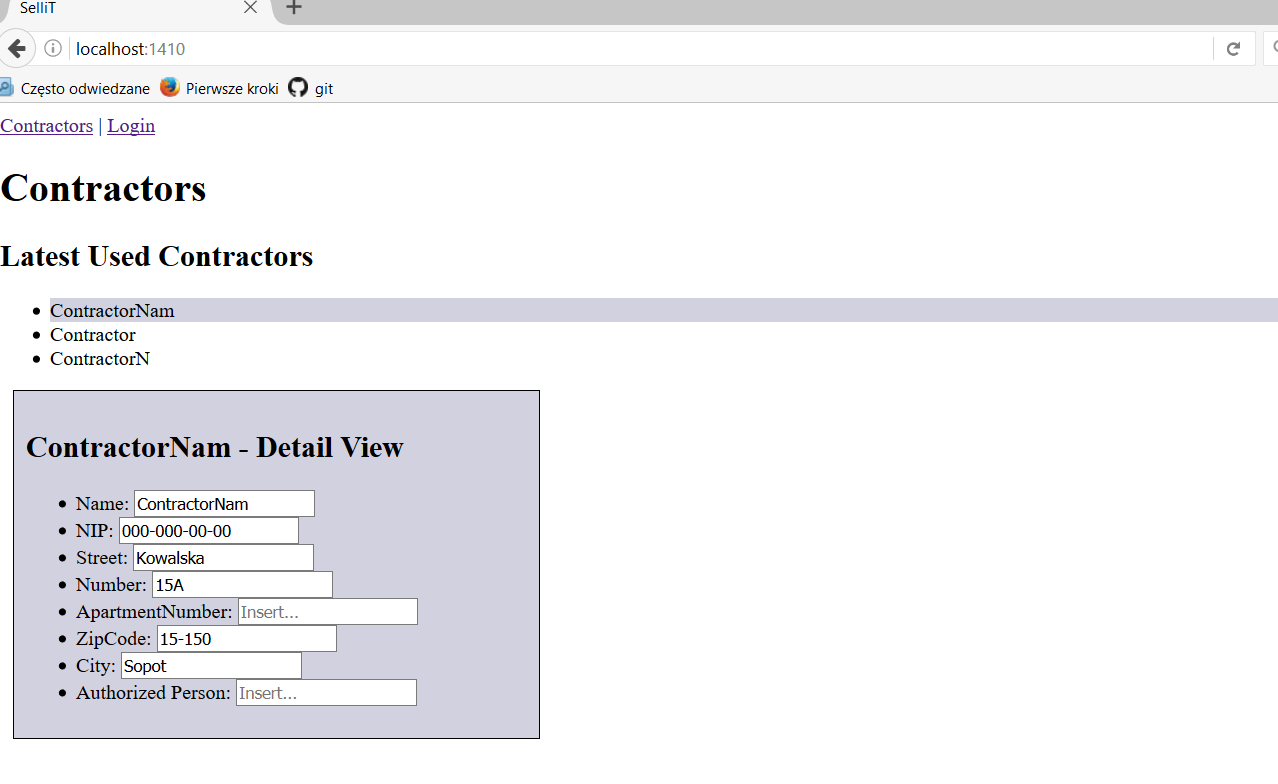 SelliT
localhost:1410
Często odwiedzane Pierwsze kroki git
Contractors | Login
Contractors
Latest Used Contractors
ContractorNam
Contractor
ContractorN
ContractorNam - Detail View
Name: ContractorNam
NIP: 000-000-00-00
Street: Kowalska
Number: 15A
ApartmentNumber: Insert...
ZipCode: 15-150
City: Sopot
Authorized Person: Insert...